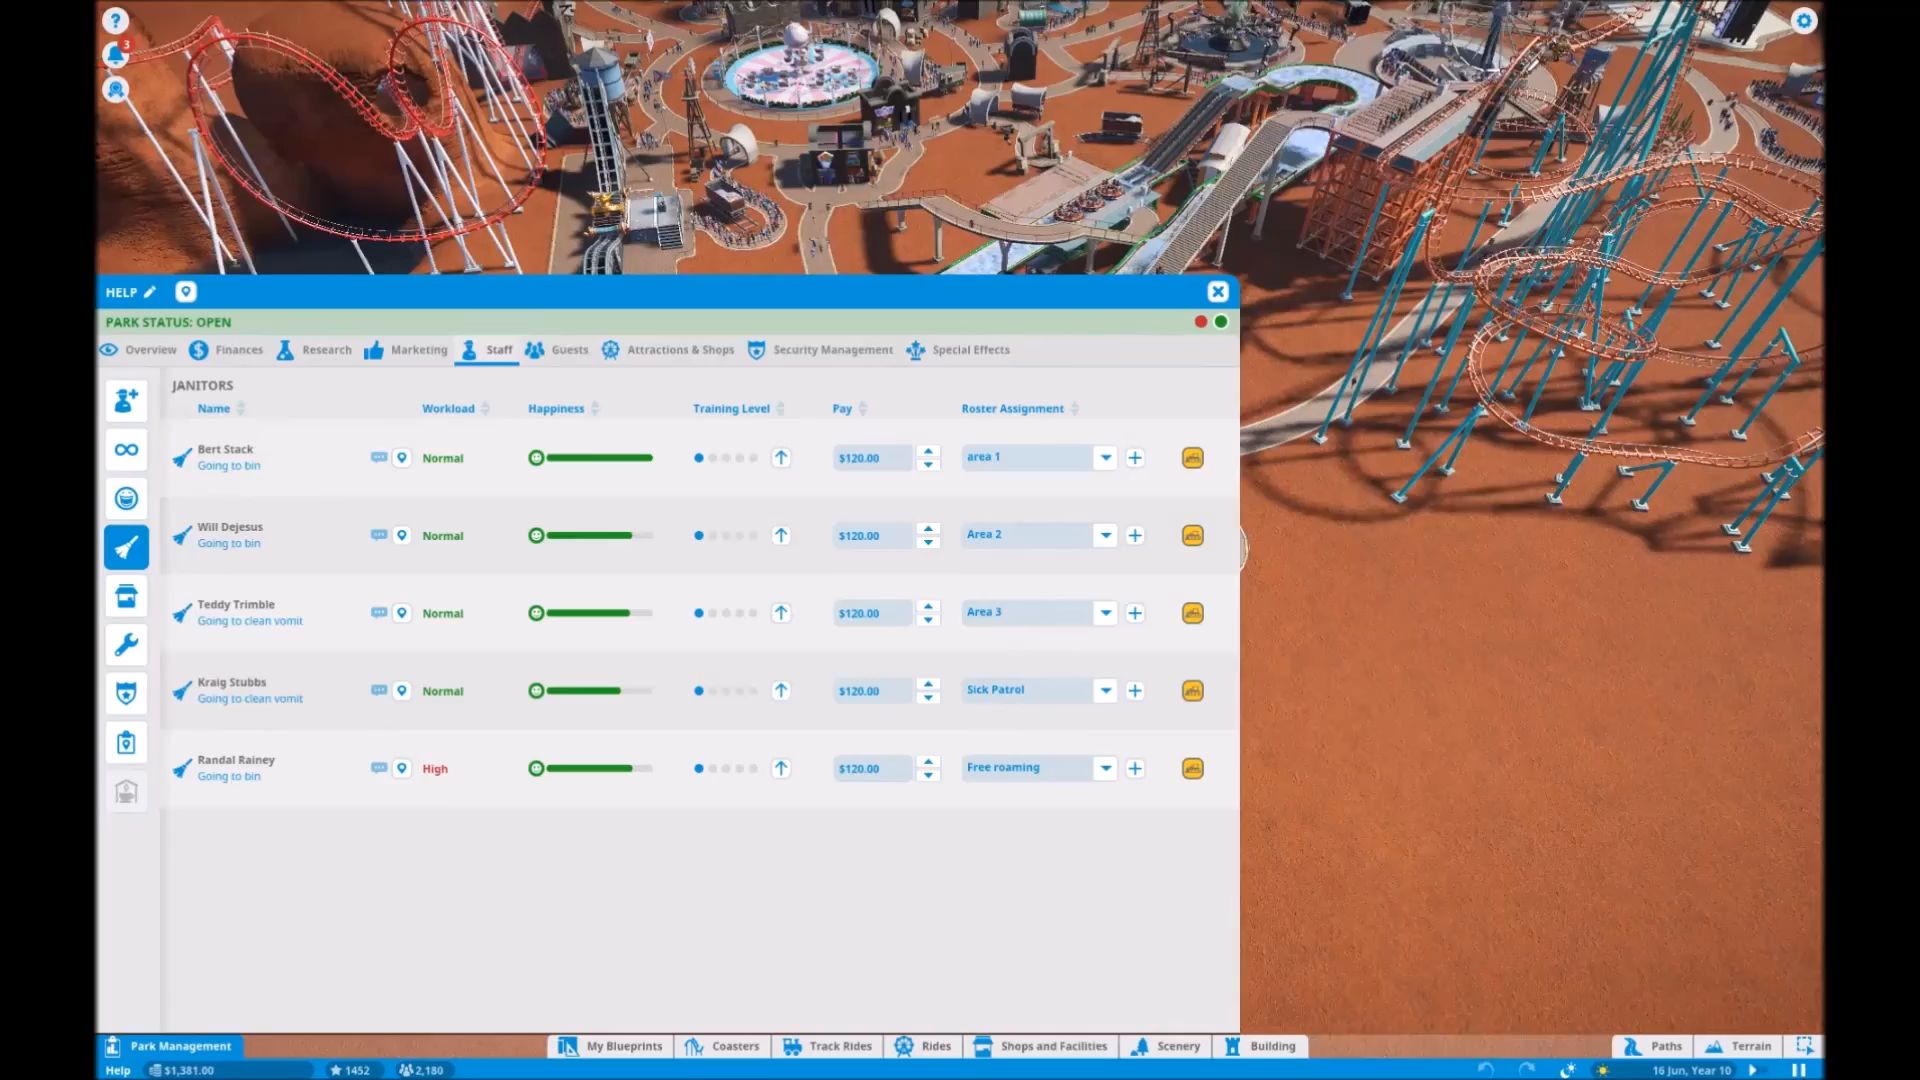 ?
3
HELP
PARK STATUS: OPEN
Overview Finances Research Marketing Staff Guests Attractions & Shops Security Management Special Effects
JANITORS
Name Workload Happiness Training Level Pay Roster Assignment
Bert Stack
Going to bin
Normal $120.00 area 1
Will Dejesus
Going to bin
Normal $120.00 Area 2
Teddy Trimble
Going to clean vomit
Normal $120.00 Area 3
Kraig Stubbs
Going to clean vomit
Normal $120.00 Sick Patrol
Randal Rainey
Going to bin
High $120.00 Free roaming
Park Management My Blueprints Coasters Track Rides Rides Shops and Facilities Scenery Building Paths Terrain
Help $1,381.00 1452 2,180 16 Jun, Year 10